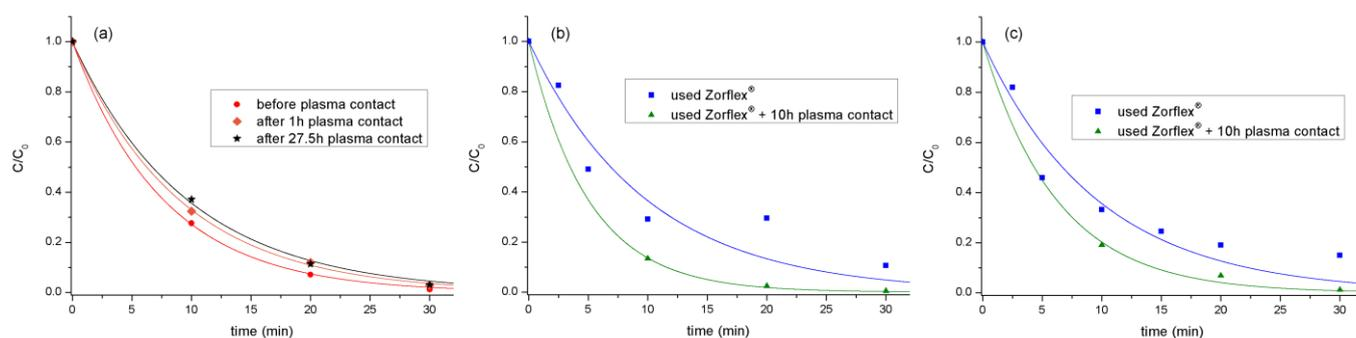 (a)
before plasma contact
after 1h plasma contact
after 27.5h plasma contact
C/C₀
1.0
0.8
0.6
0.4
0.2
0.0
0 5 10 15 20 25 30
time (min)
(b)
used Zorflex®
used Zorflex® + 10h plasma contact
C/C₀
1.0
0.8
0.6
0.4
0.2
0.0
0 5 10 15 20 25 30
time (min)
(c)
used Zorflex®
used Zorflex® + 10h plasma contact
C/C₀
1.0
0.8
0.6
0.4
0.2
0.0
0 5 10 15 20 25 30
time (min)